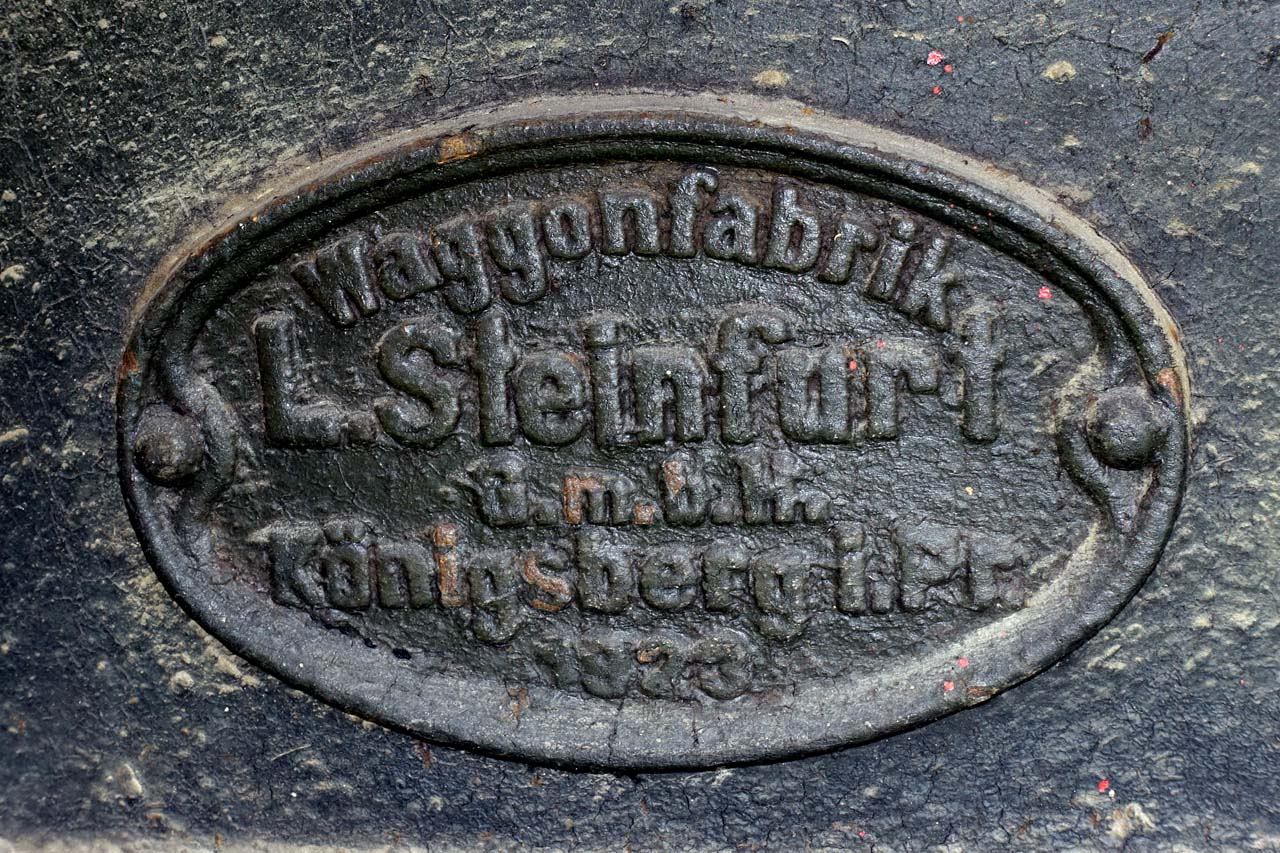 Waggonfabrik
L. Steinfurt
G.m.b.H.
Königsberg i. Pr.
1923